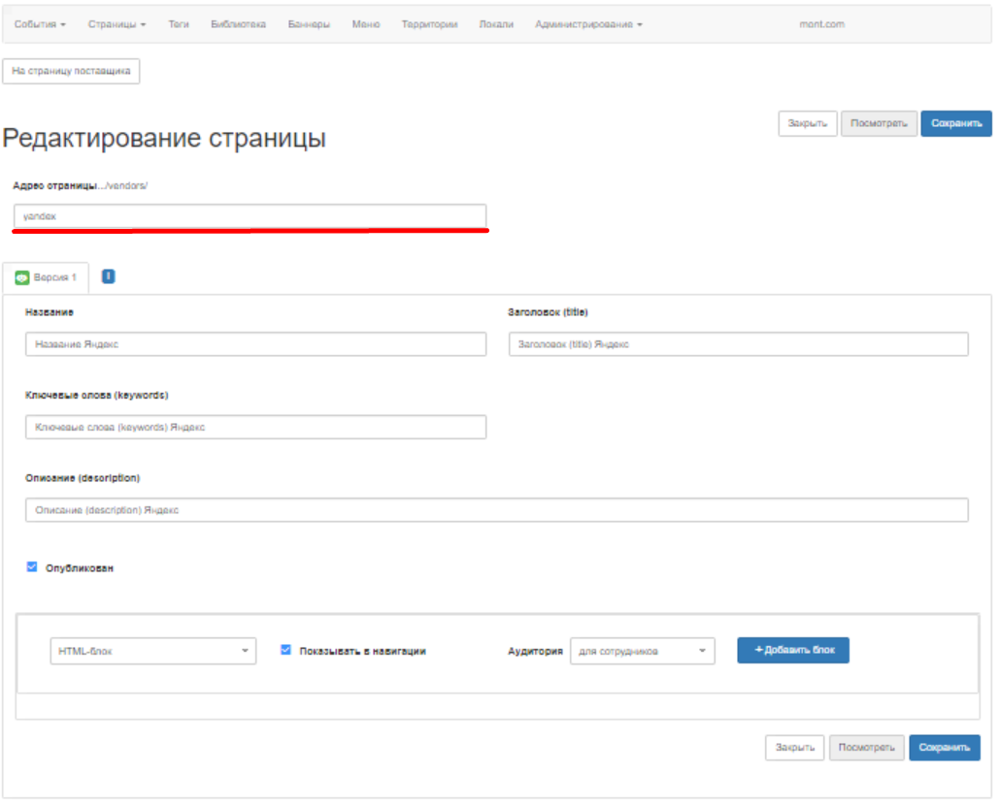 События Страницы Теги Библиотека Баннеры Меню Территории Локали Администрирование mont.com
На страницу поставщика
Редактирование страницы
Закрыть Посмотреть Сохранить
Адрес страницы.../vendors/
yandex
Версия 1
Название Заголовок (title)
Название Яндекс Заголовок (title) Яндекс
Ключевые слова (keywords)
Ключевые слова (keywords) Яндекс
Описание (description)
Описание (description) Яндекс
Опубликован
HTML-блок Показывать в навигации Аудитория для сотрудников +Добавить блок
Закрыть Посмотреть Сохранить